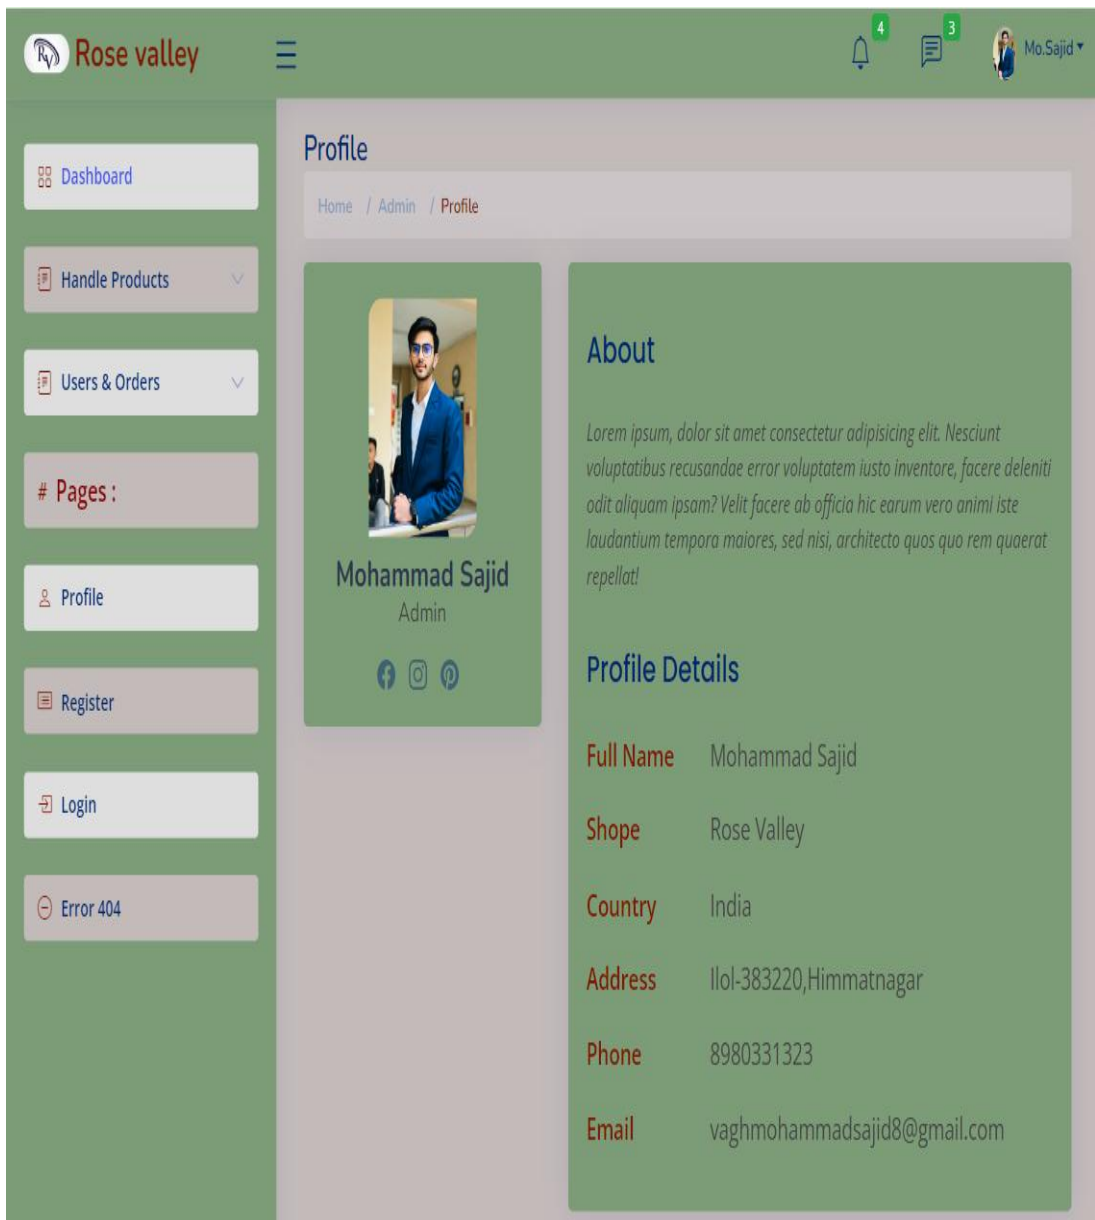 RV Rose valley
4
3
Mo.Sajid
Dashboard
Handle Products
Users & Orders
# Pages :
Profile
Register
Login
Error 404
Profile
Home / Admin / Profile
Mohammad Sajid
Admin
About
Lorem ipsum, dolor sit amet consectetur adipisicing elit. Nesciunt
voluptatibus recusandae error voluptatem iusto inventore, facere deleniti
odit aliquam ipsam? Velit facere ab officia hic earum vero animi iste
laudantium tempora maiores, sed nisi, architecto quos quo rem quaerat
repellat!
Profile Details
Full Name Mohammad Sajid
Shope Rose Valley
Country India
Address Ilol-383220,Himmatnagar
Phone 8980331323
Email vaghmohammadsajid8@gmail.com